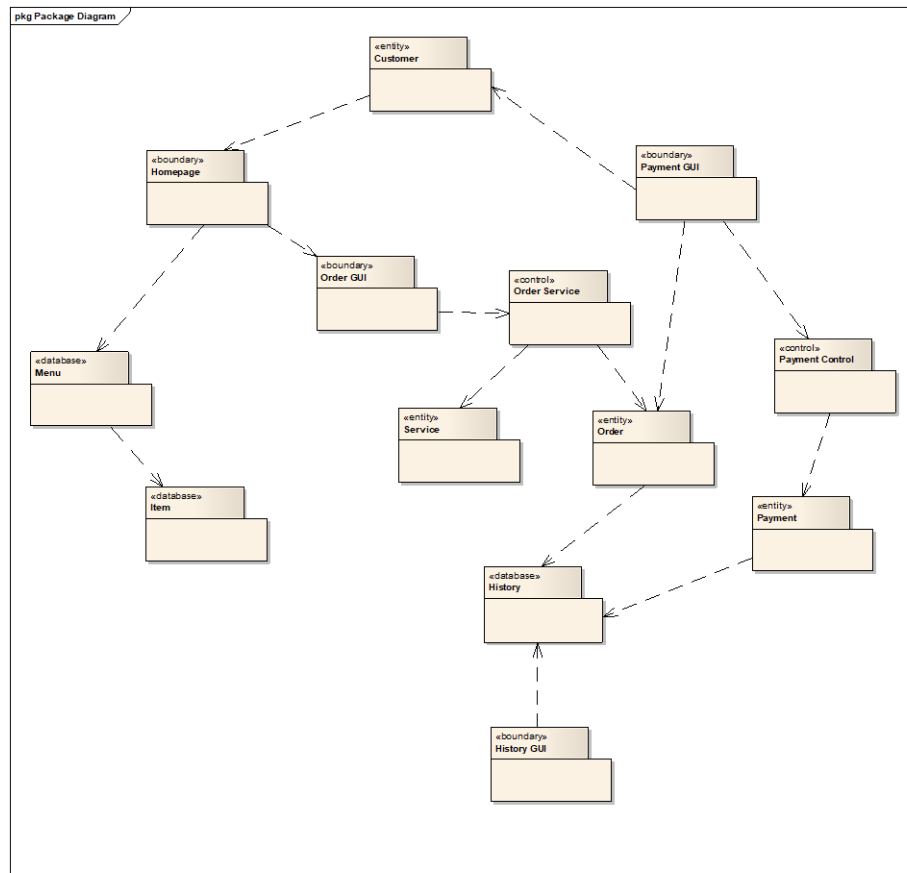 pkg Package Diagram
«entity»
Customer
«boundary»
Homepage
«boundary»
Payment GUI
«boundary»
Order GUI
«control»
Order Service
«control»
Payment Control
«database»
Menu
«entity»
Service
«entity»
Order
«database»
Item
«entity»
Payment
«database»
History
«boundary»
History GUI